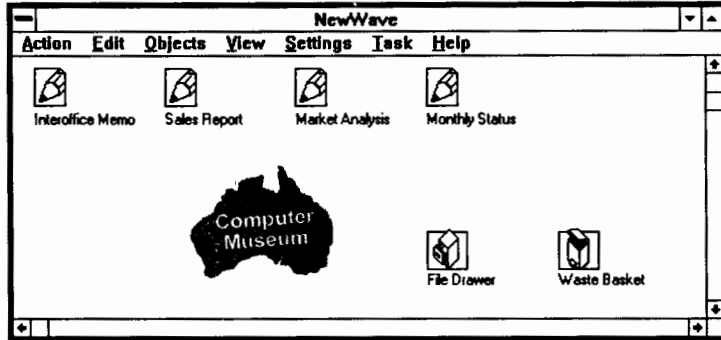 NewWave
Action Edit Objects View Settings Task Help
Interoffice Memo Sales Report Market Analysis Monthly Status
Computer
Museum
File Drawer Waste Basket